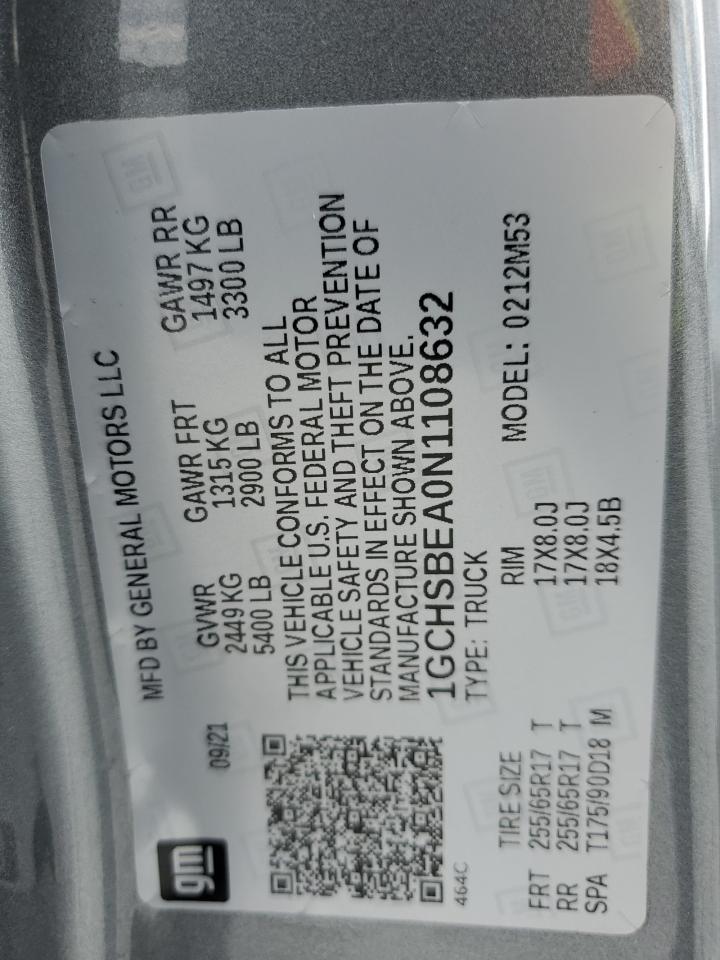 gm
MFD BY GENERAL MOTORS LLC
09/21
GVWR GAWR FRT GAWR RR
2449 KG 1315 KG 1497 KG
5400 LB 2900 LB 3300 LB
THIS VEHICLE CONFORMS TO ALL
APPLICABLE U.S. FEDERAL MOTOR
VEHICLE SAFETY AND THEFT PREVENTION
STANDARDS IN EFFECT ON THE DATE OF
MANUFACTURE SHOWN ABOVE.
1GCHSBEA0N1108632
464C TYPE: TRUCK
TIRE SIZE RIM MODEL: 0212M53
FRT 255/65R17 T 17X8.0J
RR 255/65R17 T 17X8.0J
SPA T175/90D18 M 18X4.5B